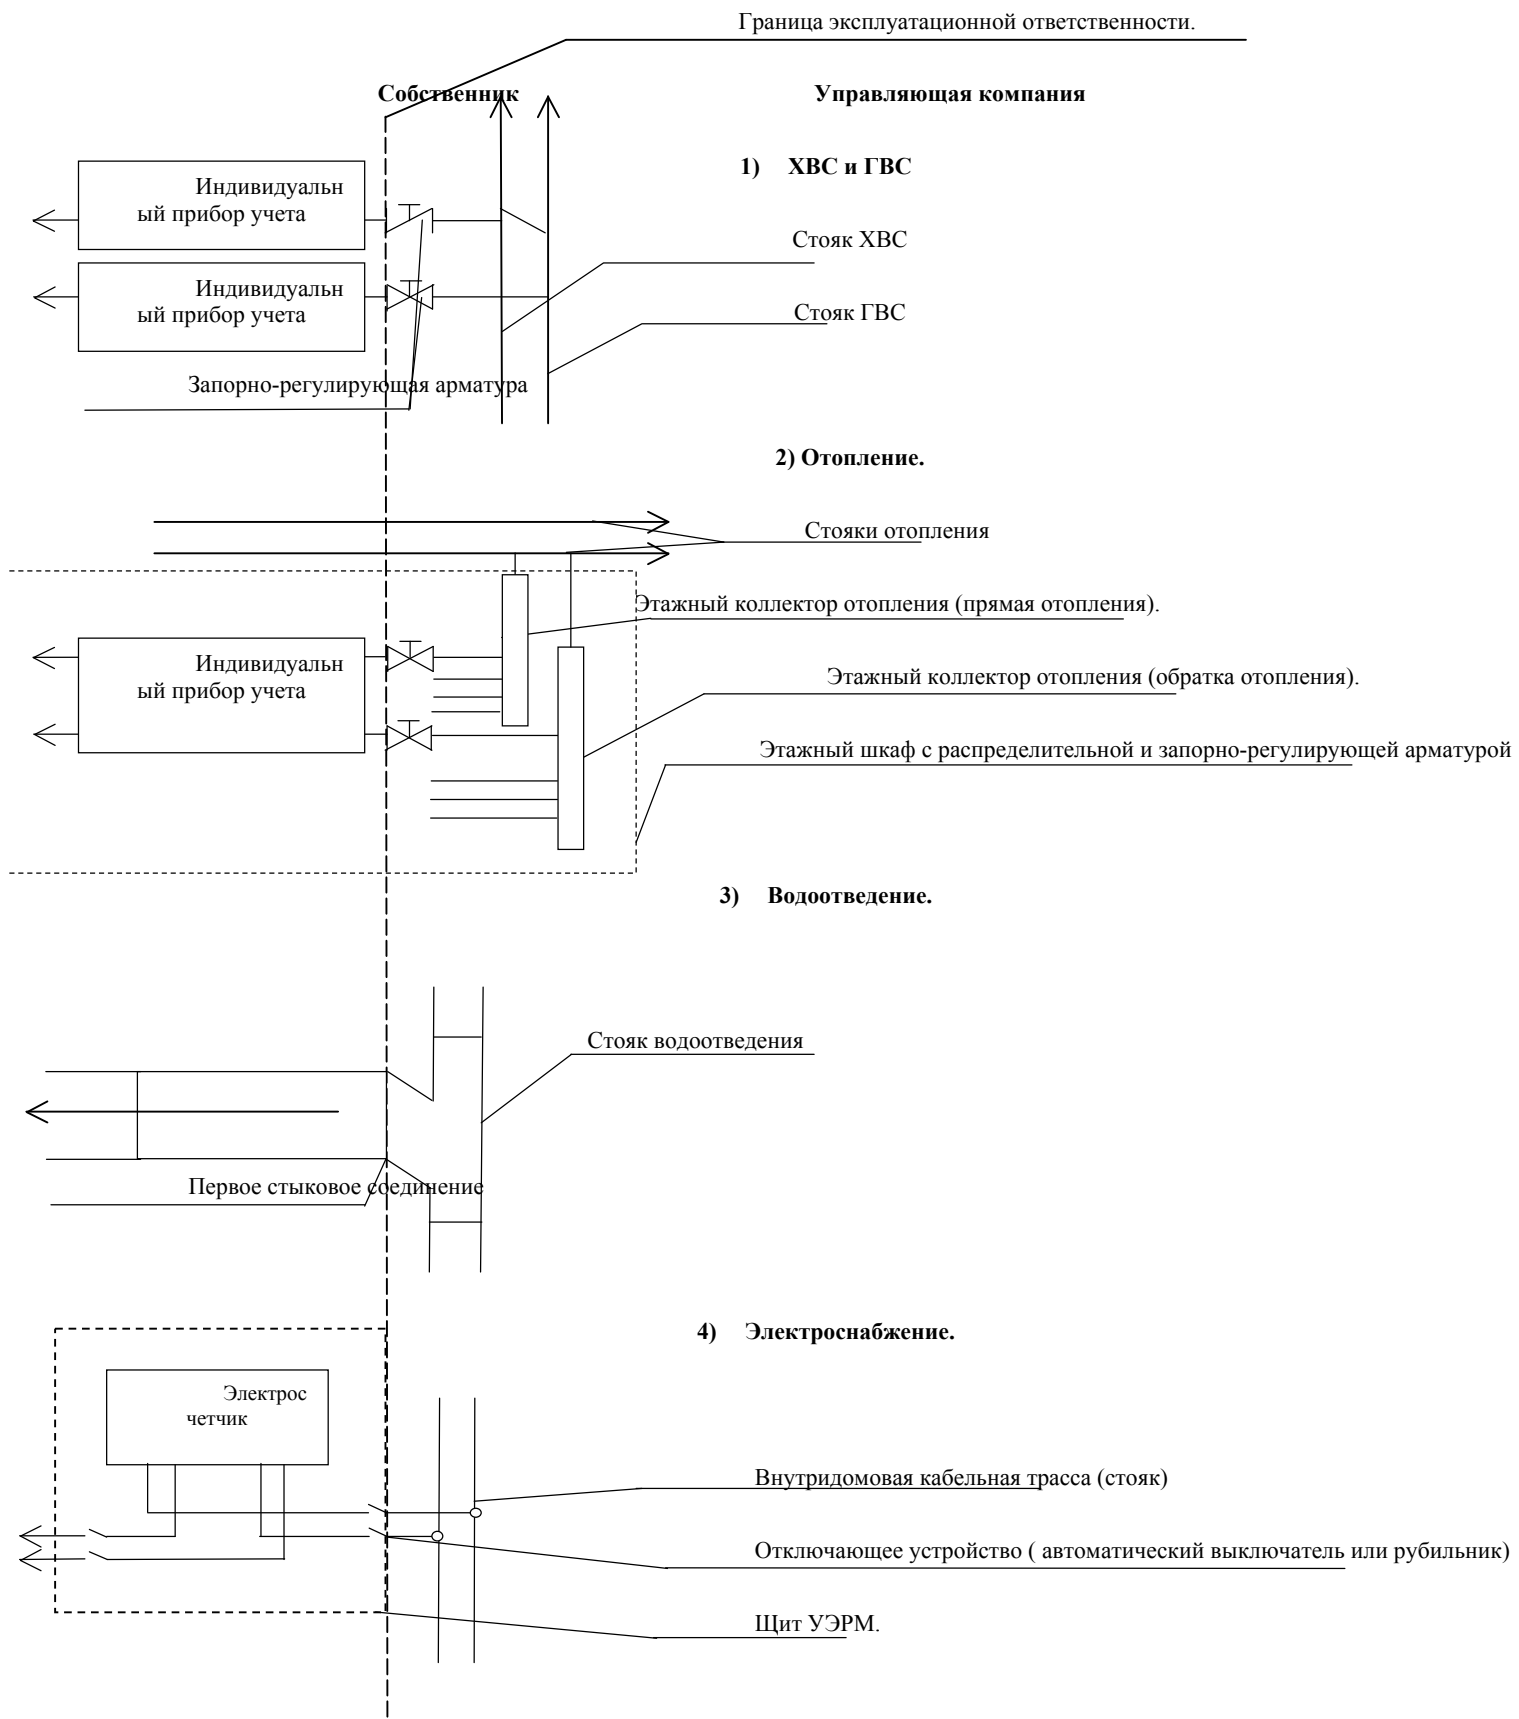 Граница эксплуатационной ответственности.
Собственник
Управляющая компания
1) ХВС и ГВС
Индивидуальн
ый прибор учета
Стояк ХВС
Индивидуальн
ый прибор учета
Стояк ГВС
Запорно-регулирующая арматура
2) Отопление.
Стояки отопления
Этажный коллектор отопления (прямая отопления).
Индивидуальн
ый прибор учета
Этажный коллектор отопления (обратка отопления).
Этажный шкаф с распределительной и запорно-регулирующей арматурой
3) Водоотведение.
Стояк водоотведения
Первое стыковое соединение
4) Электроснабжение.
Электрос
четчик
Внутридомовая кабельная трасса (стояк)
Отключающее устройство ( автоматический выключатель или рубильник)
Щит УЭРМ.